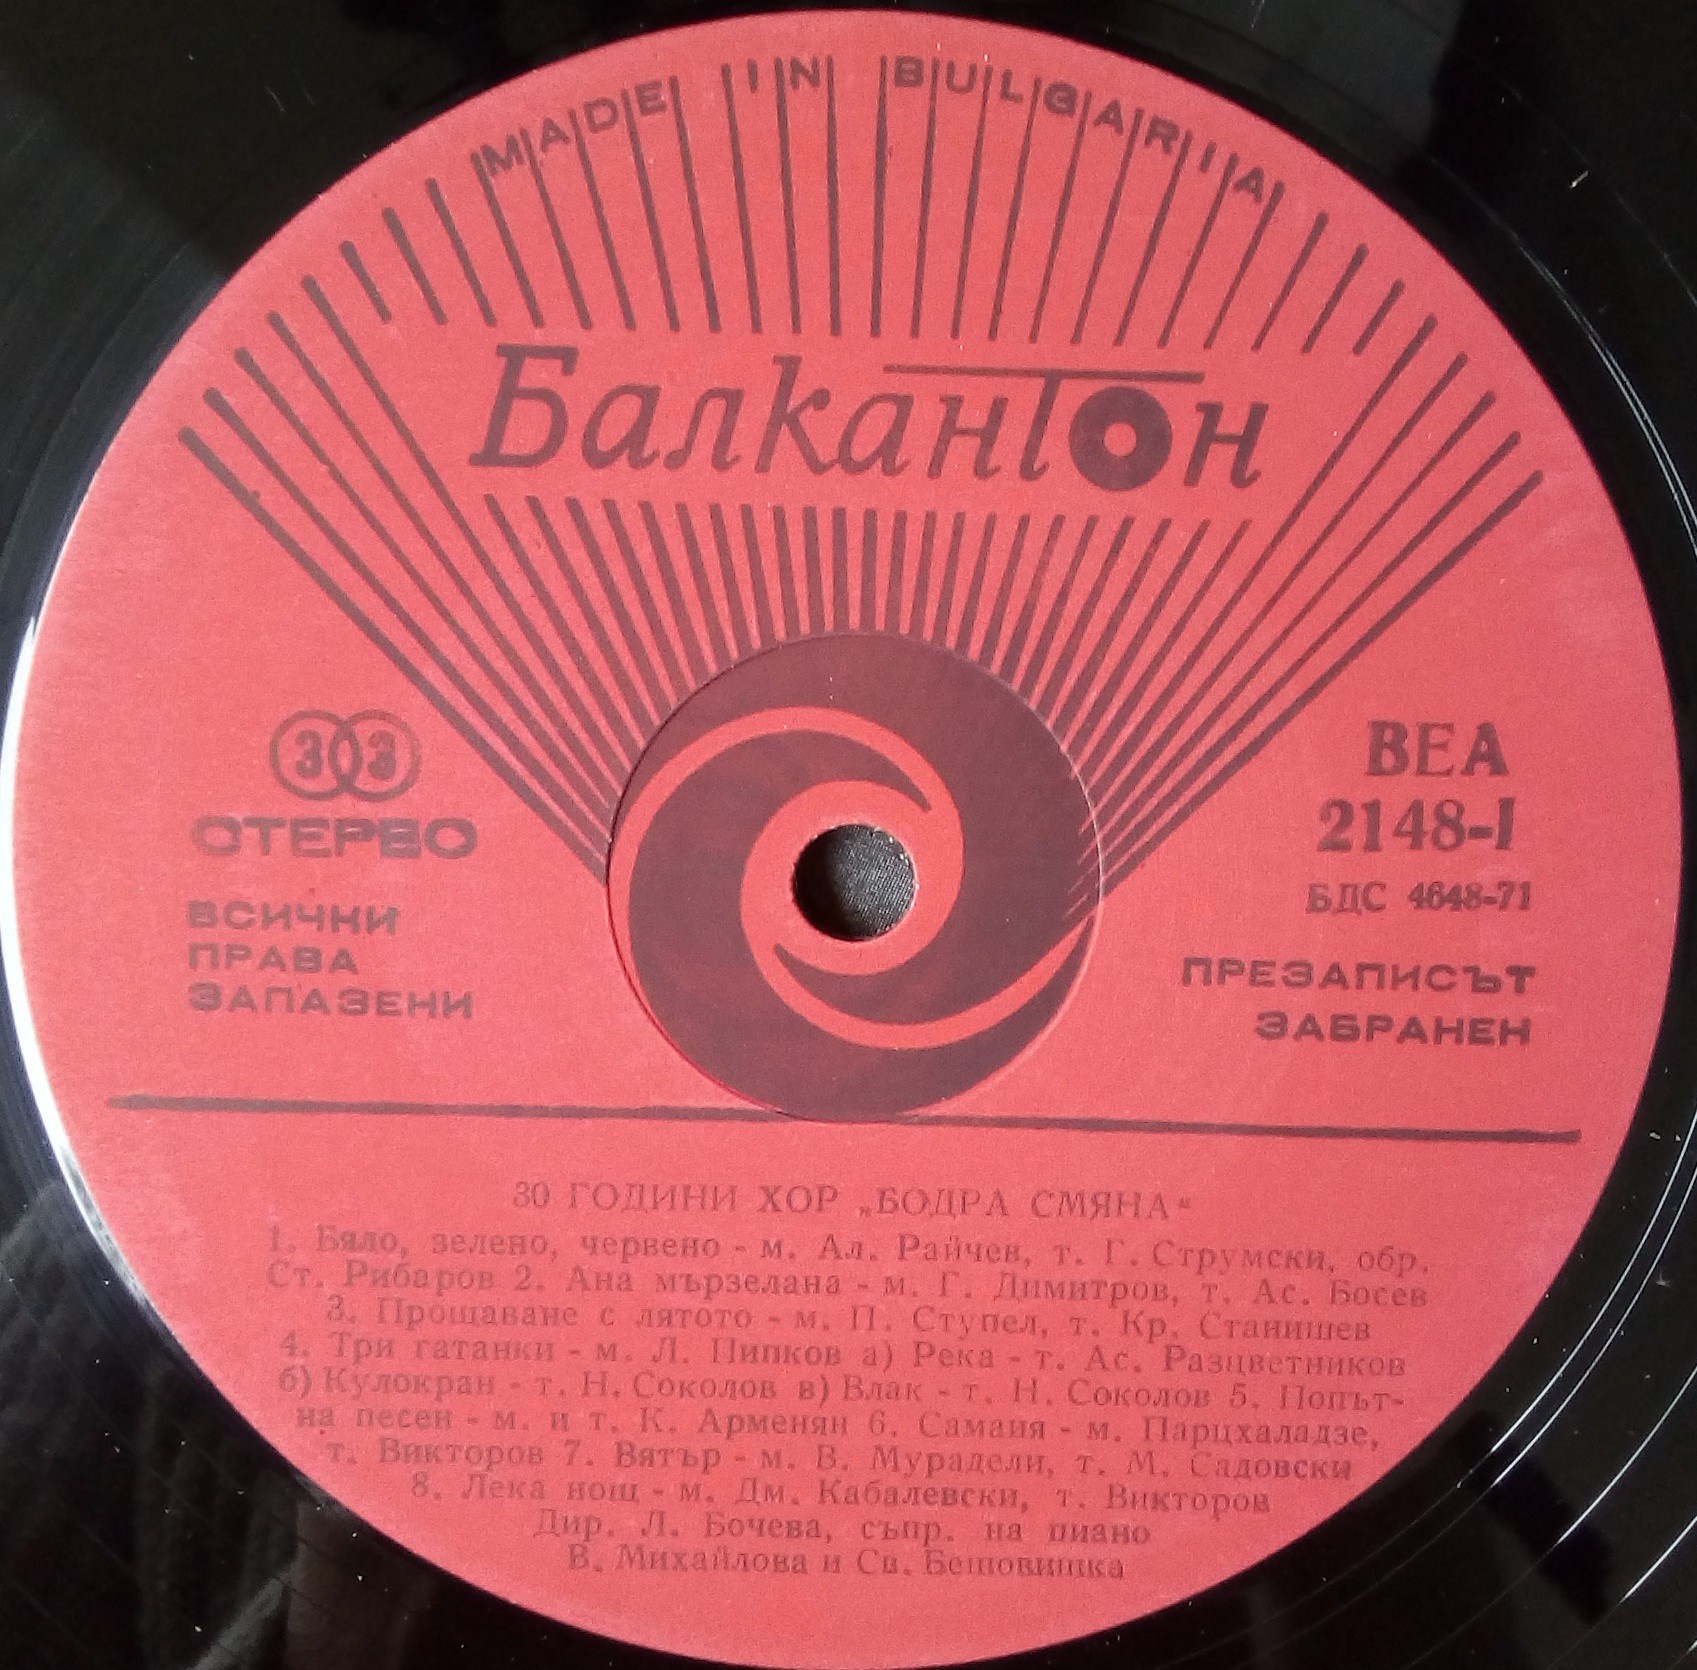 MADE IN BULGARIA
Балкантон
33
СТЕРЕО
ВСИЧКИ
ПРАВА
ЗАПАЗЕНИ
ВЕА
2148-I
БДС 4648-71
ПРЕЗАПИСЪТ
ЗАБРАНЕН
30 ГОДИНИ ХОР „БОДРА СМЯНА“
1. Бяло, зелено, червено - м. Ал. Райчев, т. Г. Струмски, обр.
Ст. Рибаров 2. Ана мързелана - м. Г. Димитров, т. Ас. Босев
3. Прощаване с лятото - м. П. Ступел, т. Кр. Станишев
4. Три гатанки - м. Л. Пипков а) Река - т. Ас. Разцветников
б) Кулокран - т. Н. Соколов в) Влак - т. Н. Соколов 5. Попът-
на песен - м. и т. К. Арменян 6. Самаия - м. Парцхаладзе,
т. Викторов 7. Вятър - м. В. Мурадели, т. М. Садовски
8. Лека нощ - м. Дм. Кабалевски, т. Викторов
Дир. Л. Бочева, съпр. на пиано
В. Михайлова и Св. Бешовишка